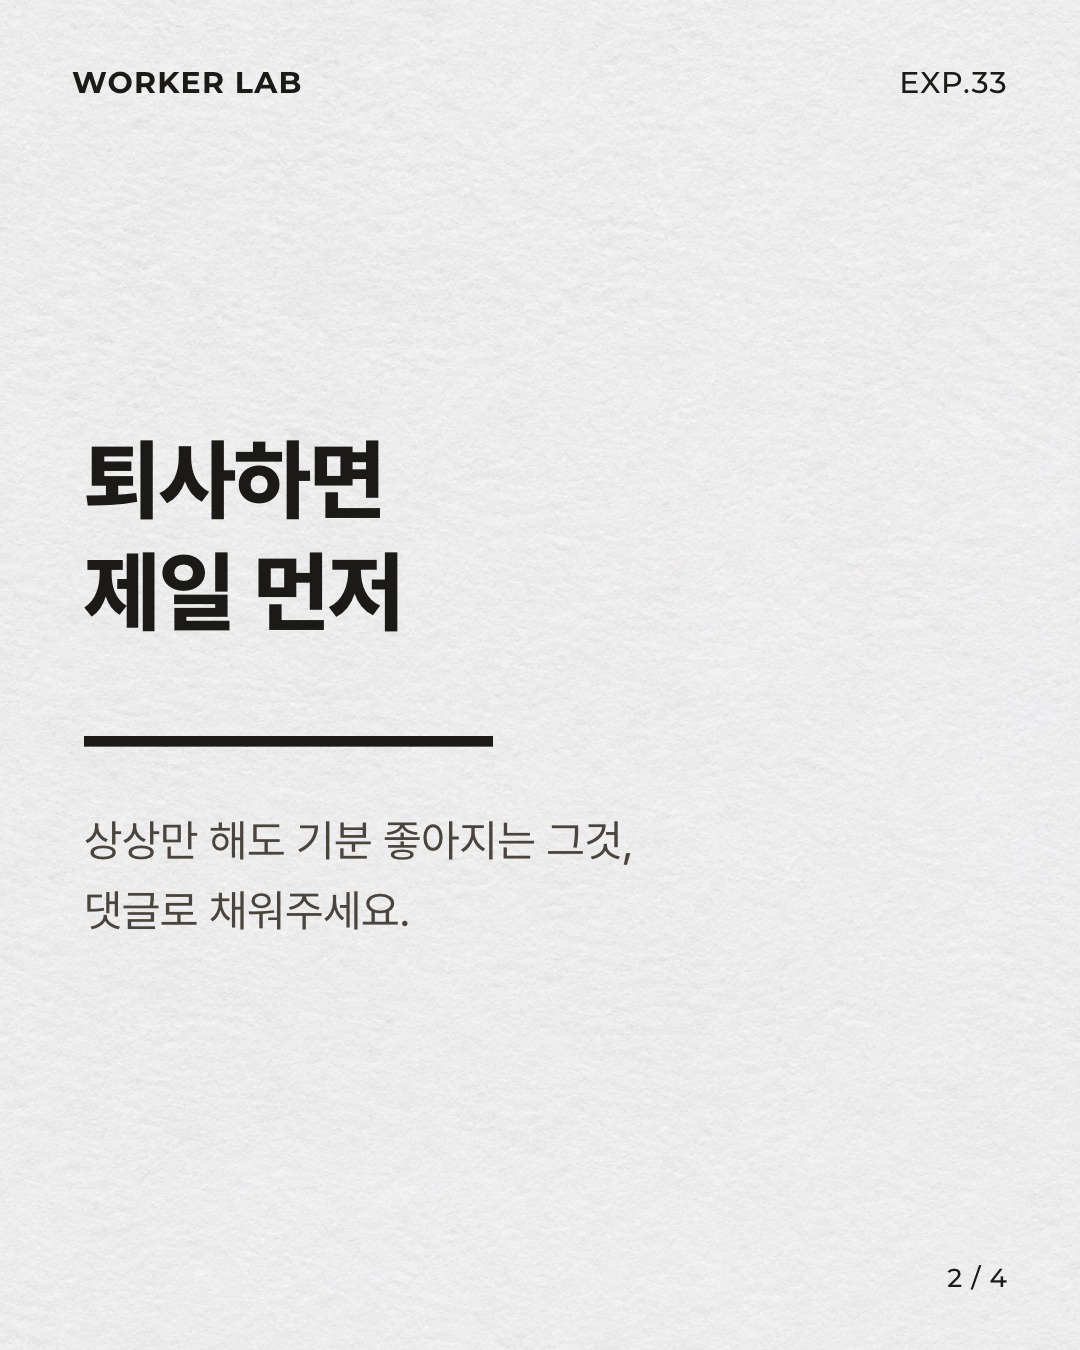 WORKER LAB
EXP.33
퇴사하면
제일 먼저
상상만 해도 기분 좋아지는 그것,
댓글로 채워주세요.
2 / 4